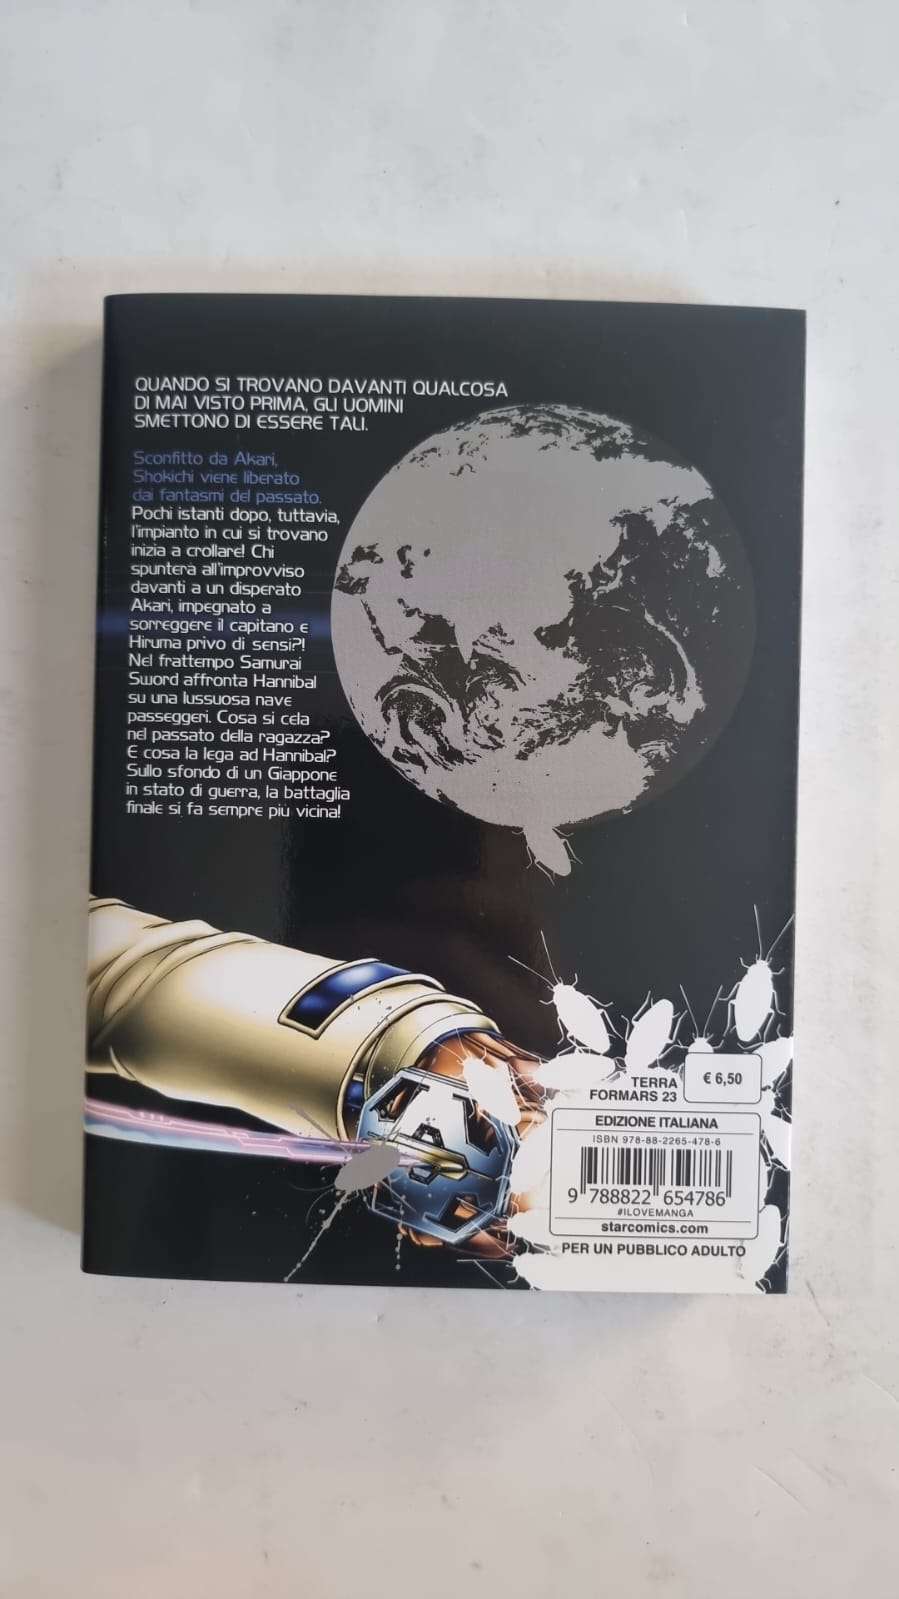 QUANDO SI TROVANO DAVANTI QUALCOSA
DI MAI VISTO PRIMA, GLI UOMINI
SMETTONO DI ESSERE TALI.
Sconfitto da Akari,
Shokichi viene liberato
dai fantasmi del passato.
Pochi istanti dopo, tuttavia,
l'impianto in cui si trovano
inizia a crollare! Chi
spunterà all'improvviso
davanti a un disperato
Akari, impegnato a
sorreggere il capitano e
Hiruma privo di sensi?!
Nel frattempo Samurai
Sword affronta Hannibal
su una lussuosa nave
passeggeri. Cosa si cela
nel passato della ragazza?
E cosa la lega ad Hannibal?
Sullo sfondo di un Giappone
in stato di guerra, la battaglia
finale si fa sempre più vicina!
TERRA
FORMARS 23
€ 6,50
EDIZIONE ITALIANA
ISBN 978-88-2265-478-6
9 788822 654786
#ILOVEMANGA
starcomics.com
PER UN PUBBLICO ADULTO